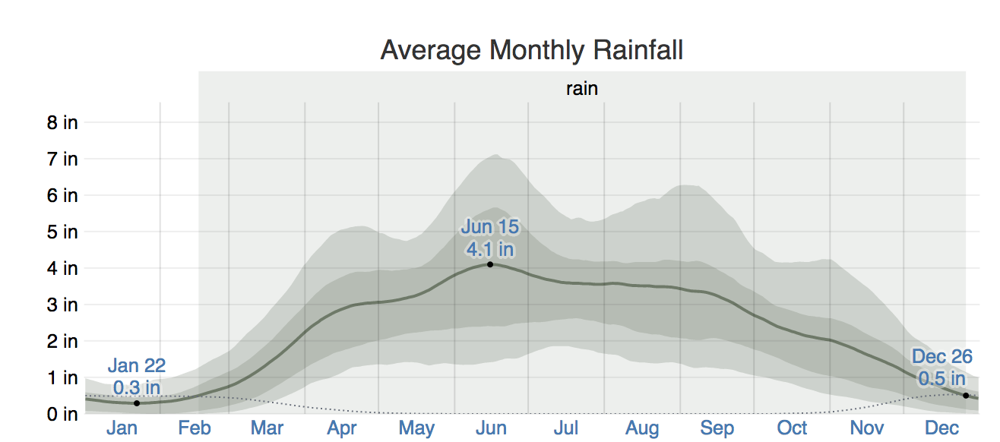 Average Monthly Rainfall
rain
8 in
7 in
6 in
5 in
4 in
3 in
2 in
1 in
0 in
Jun 15
4.1 in
Jan 22
0.3 in
Dec 26
0.5 in
Jan Feb Mar Apr May Jun Jul Aug Sep Oct Nov Dec